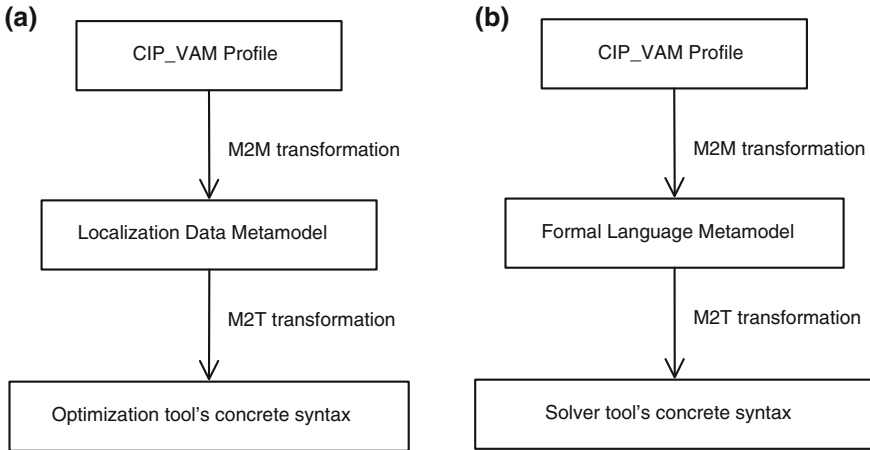 (a)
CIP_VAM Profile
M2M transformation
Localization Data Metamodel
M2T transformation
Optimization tool's concrete syntax
(b)
CIP_VAM Profile
M2M transformation
Formal Language Metamodel
M2T transformation
Solver tool's concrete syntax